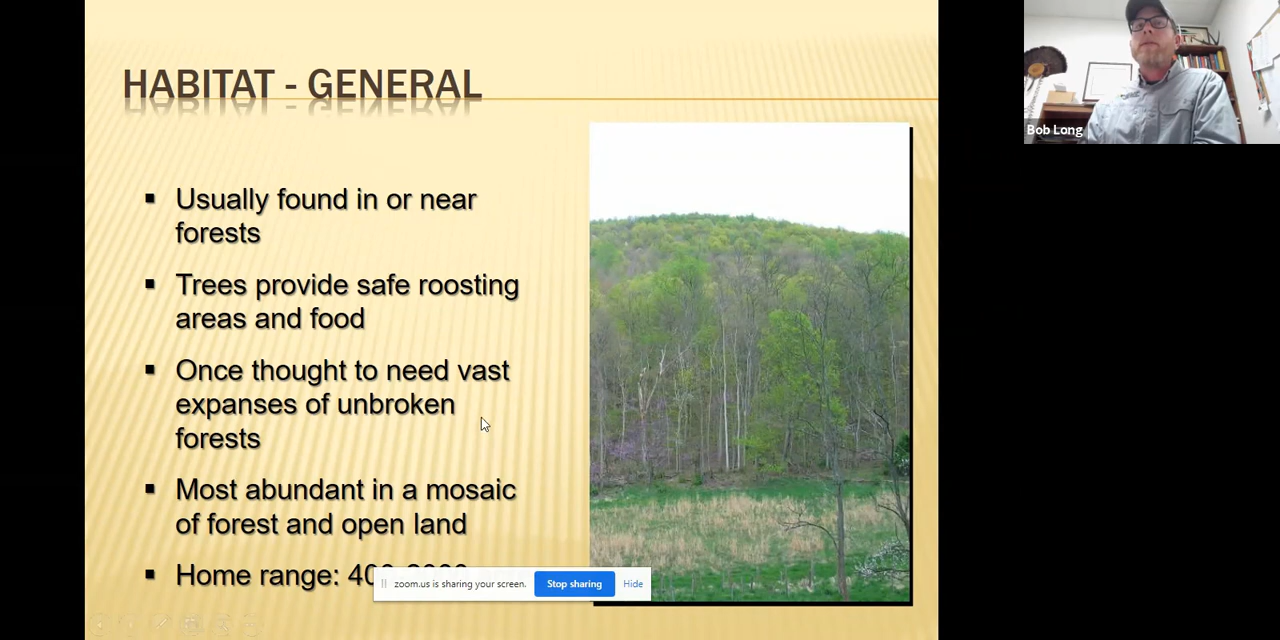 HABITAT - GENERAL
Usually found in or near
forests
Trees provide safe roosting
areas and food
Once thought to need vast
expanses of unbroken
forests
Most abundant in a mosaic
of forest and open land
Home range:
zoom.us is sharing your screen.
Stop sharing
Hide
Bob Long